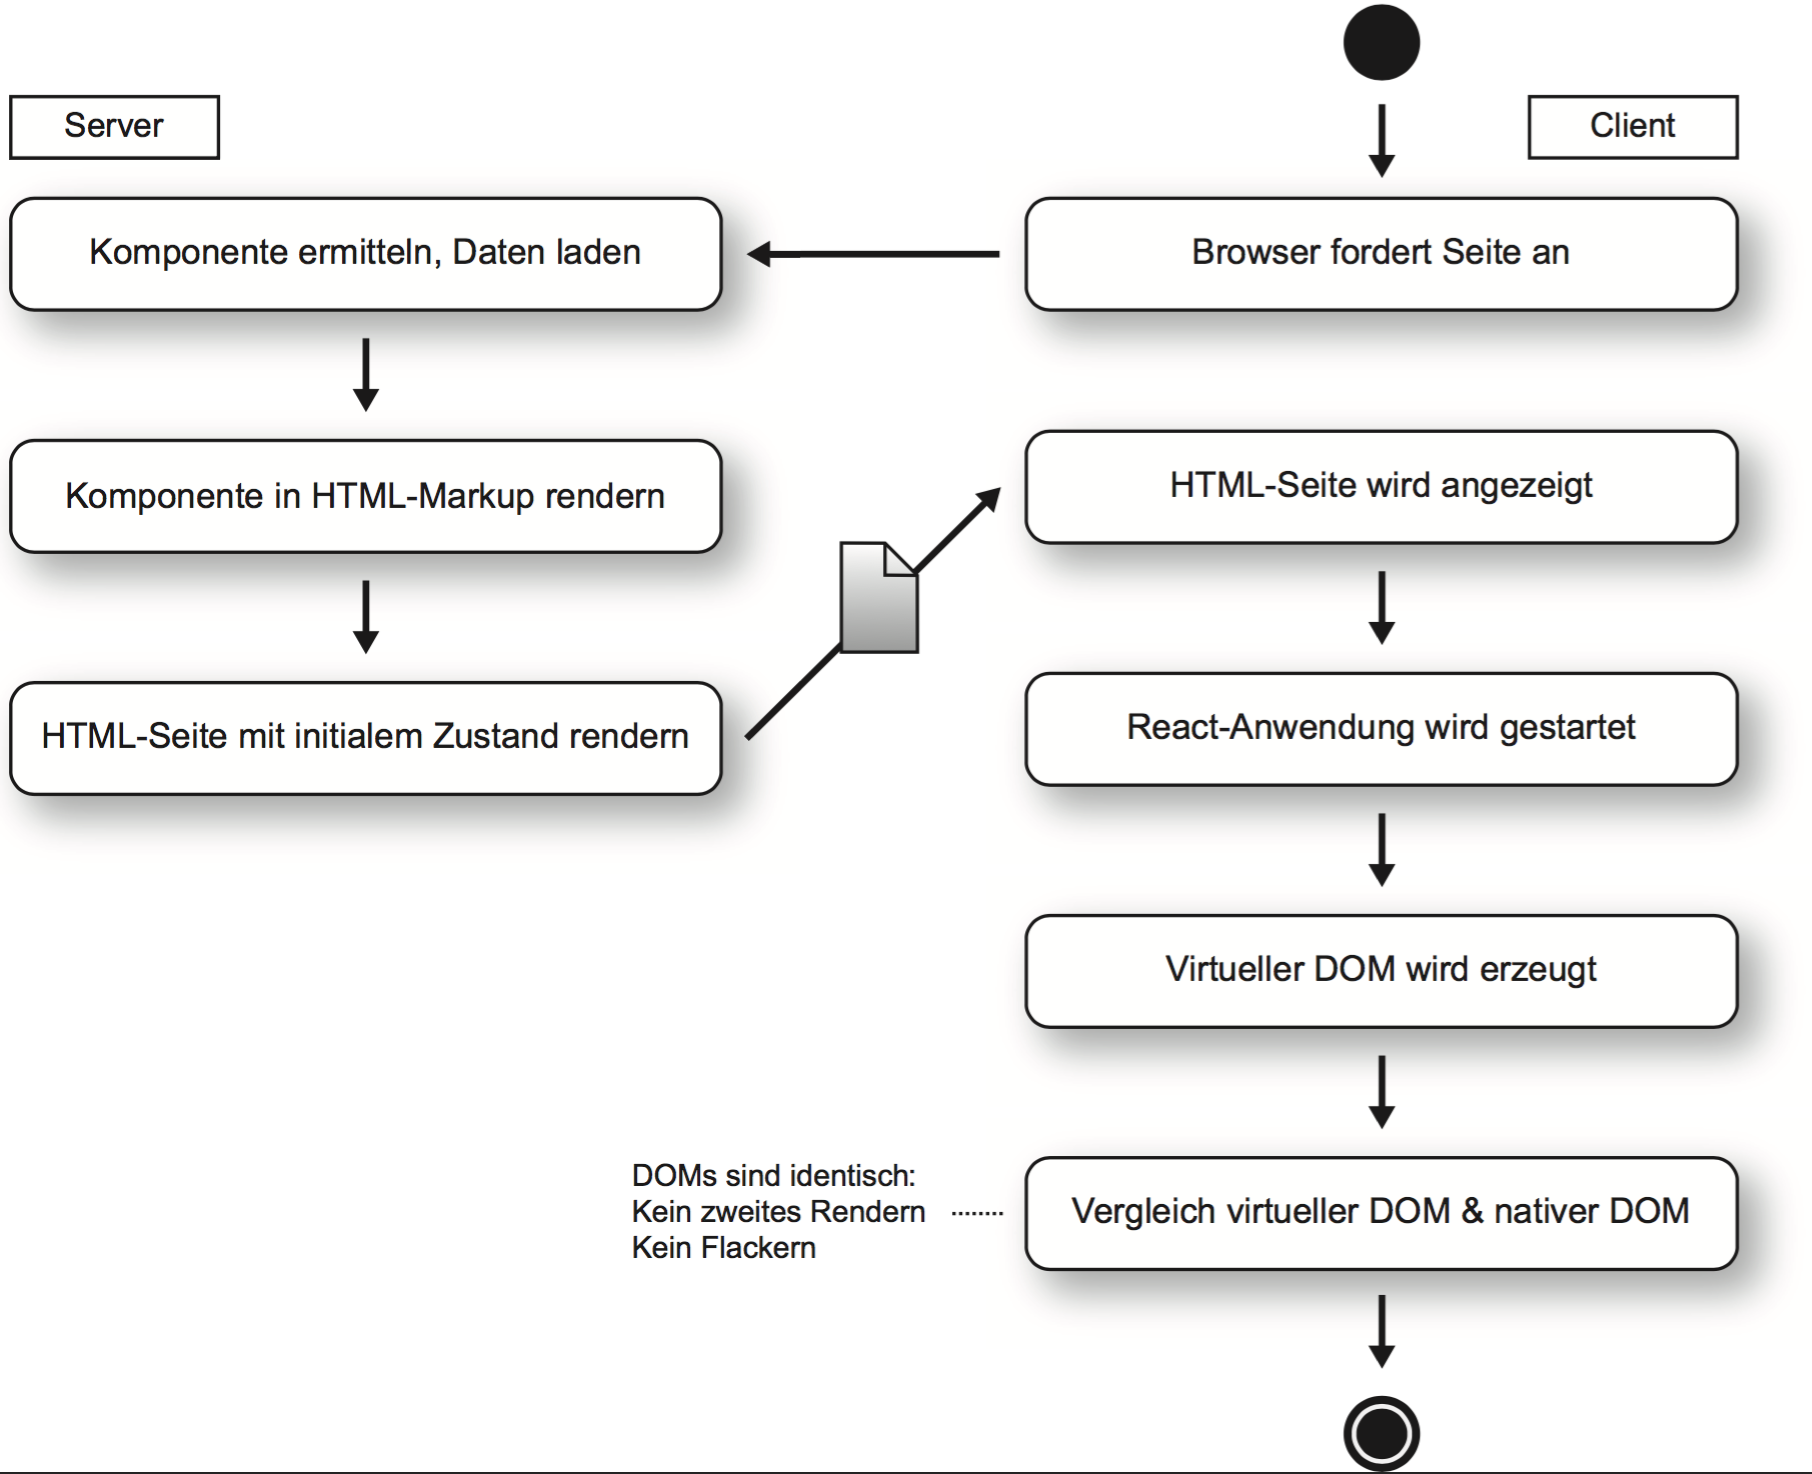 Server
Client
Komponente ermitteln, Daten laden
Browser fordert Seite an
Komponente in HTML-Markup rendern
HTML-Seite wird angezeigt
HTML-Seite mit initialem Zustand rendern
React-Anwendung wird gestartet
Virtueller DOM wird erzeugt
DOMs sind identisch:
Kein zweites Rendern
Kein Flackern
Vergleich virtueller DOM & nativer DOM